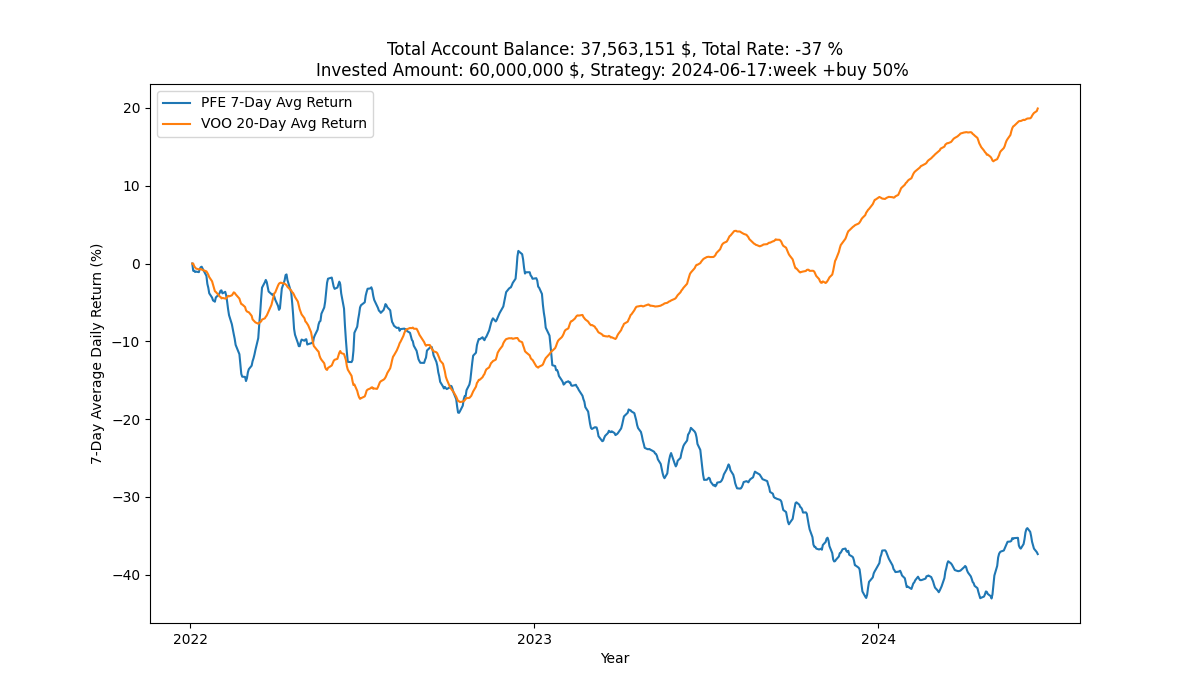 Total Account Balance: 37,563,151 $, Total Rate: -37 %
Invested Amount: 60,000,000 $, Strategy: 2024-06-17:week +buy 50%
PFE 7-Day Avg Return
VOO 20-Day Avg Return
7-Day Average Daily Return (%)
20
10
0
−10
−20
−30
−40
2022
2023
2024
Year